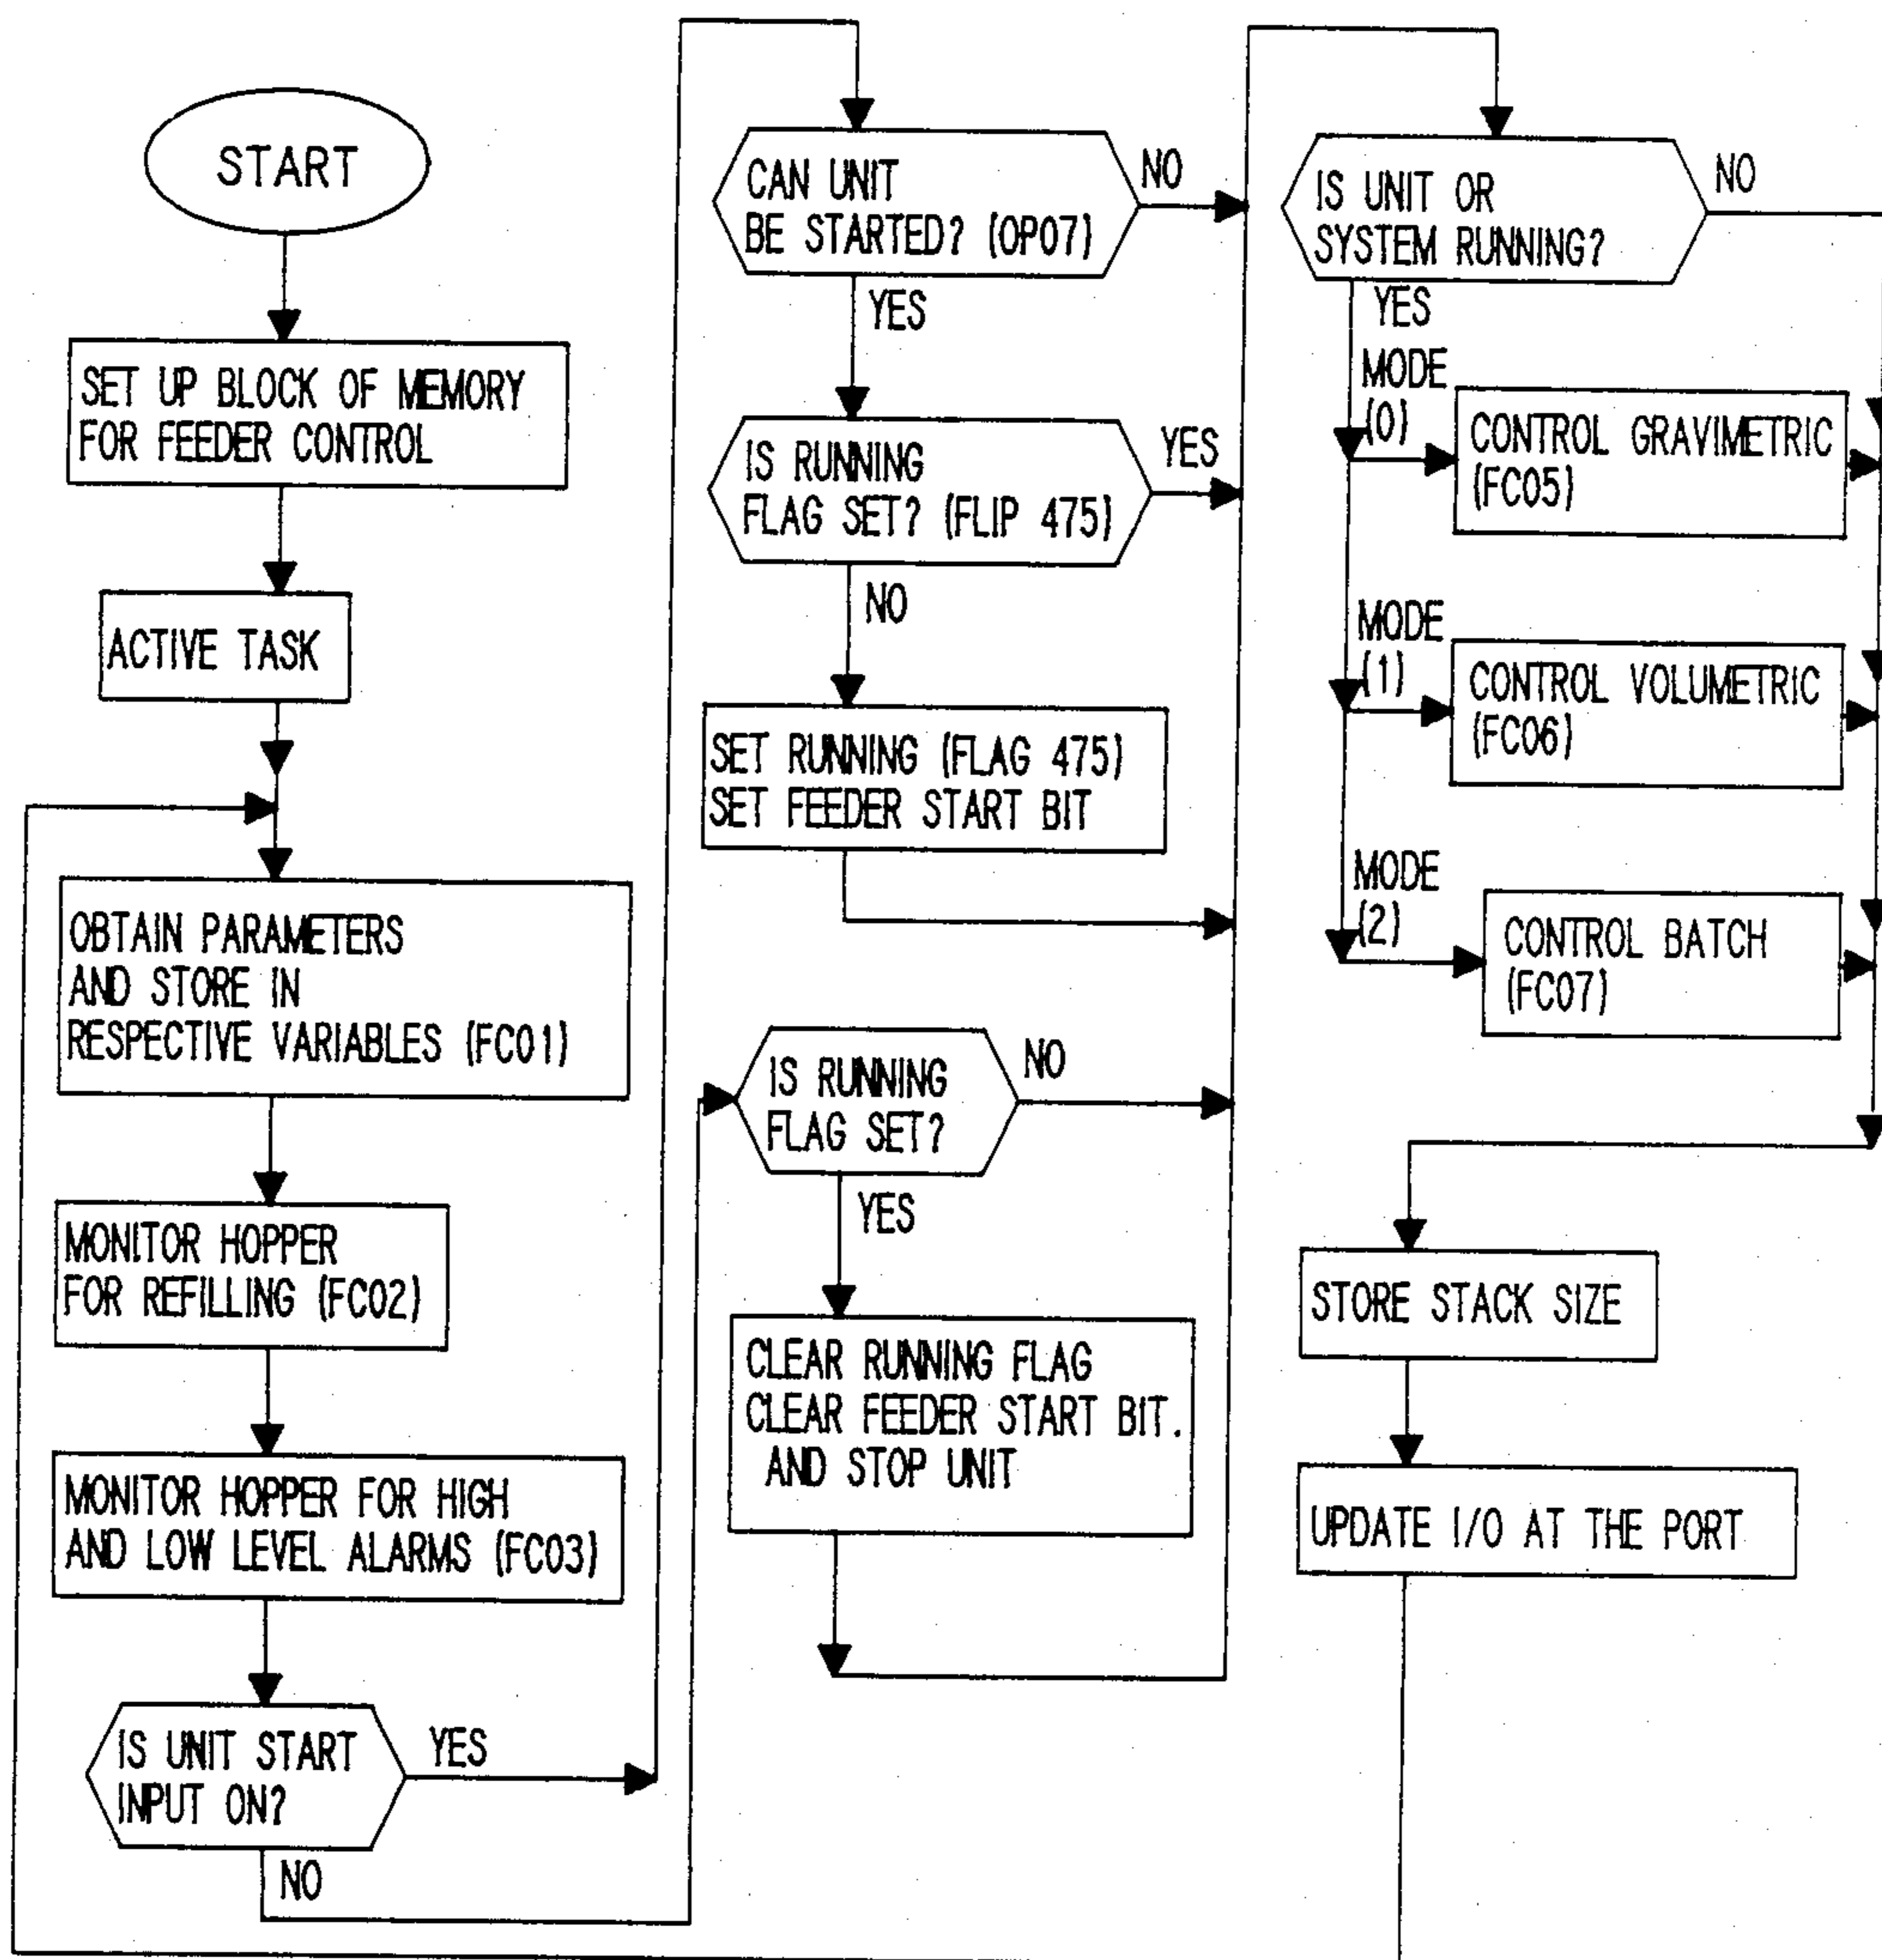 START
SET UP BLOCK OF MEMORY
FOR FEEDER CONTROL
ACTIVE TASK
OBTAIN PARAMETERS
AND STORE IN
RESPECTIVE VARIABLES (FC01)
MONITOR HOPPER
FOR REFILLING (FC02)
MONITOR HOPPER FOR HIGH
AND LOW LEVEL ALARMS (FC03)
IS UNIT START
INPUT ON?
YES
NO
CAN UNIT
BE STARTED? (OP07)
NO
YES
IS RUNNING
FLAG SET? (FLIP 475)
YES
NO
SET RUNNING (FLAG 475)
SET FEEDER START BIT
IS RUNNING
FLAG SET?
NO
YES
CLEAR RUNNING FLAG
CLEAR FEEDER START BIT.
AND STOP UNIT
IS UNIT OR
SYSTEM RUNNING?
NO
YES
MODE
(0)
CONTROL GRAVIMETRIC
(FC05)
MODE
(1)
CONTROL VOLUMETRIC
(FC06)
MODE
(2)
CONTROL BATCH
(FC07)
STORE STACK SIZE
UPDATE I/O AT THE PORT